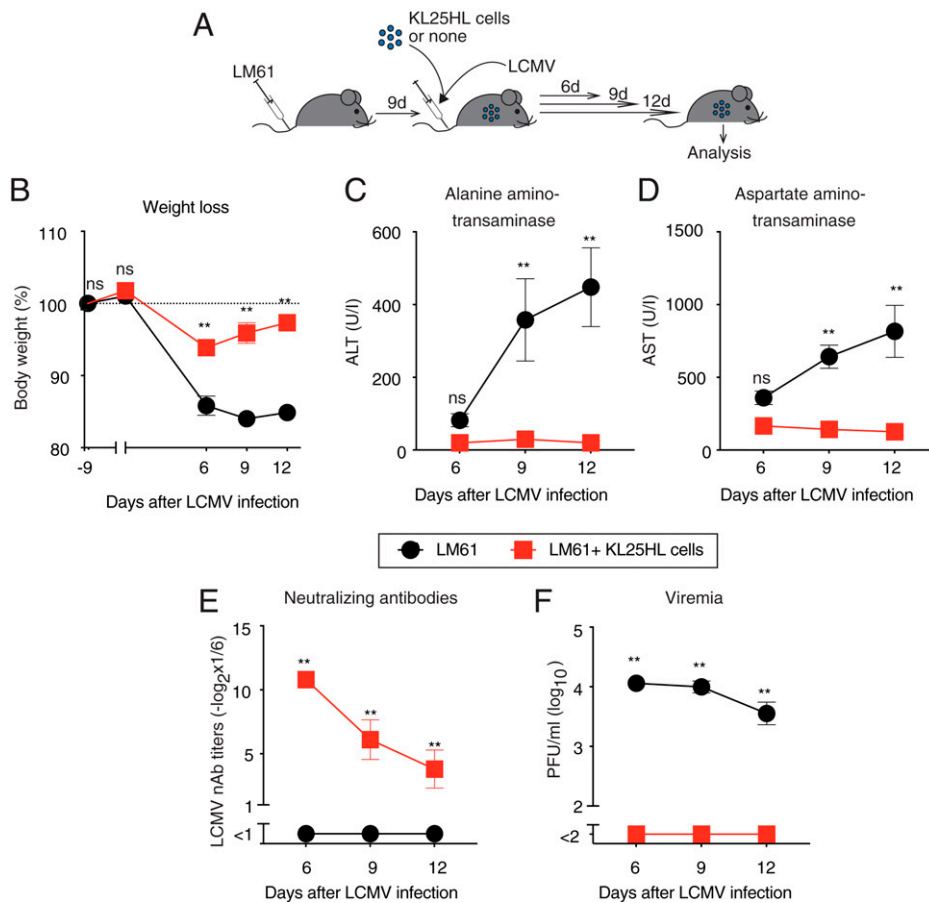 A
KL25HL cells
or none
LM61
LCMV
9d
6d
9d
12d
Analysis
B
Weight loss
Body weight (%)
110
100
90
80
ns
ns
**
**
**
-9
6
9
12
Days after LCMV infection
C
Alanine amino-
transaminase
ALT (U/l)
600
400
200
0
ns
**
**
6
9
12
Days after LCMV infection
D
Aspartate amino-
transaminase
AST (U/l)
1500
1000
500
0
ns
**
**
6
9
12
Days after LCMV infection
LM61
LM61+ KL25HL cells
E
Neutralizing antibodies
LCMV nAb titers (-log2x1/6)
15
10
5
1
<1
**
**
**
6
9
12
Days after LCMV infection
F
Viremia
PFU/ml (log10)
5
4
3
2
<2
**
**
**
6
9
12
Days after LCMV infection